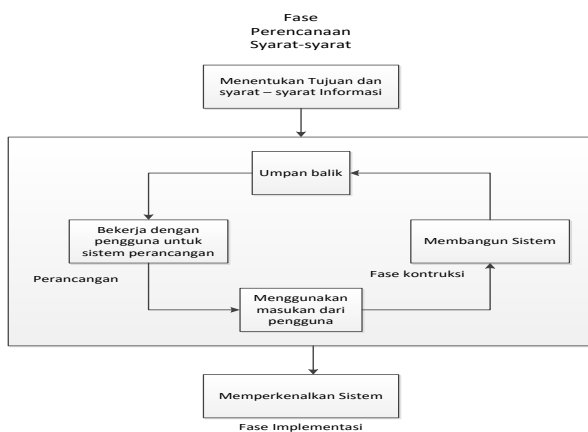 Fase
Perencanaan
Syarat-syarat
Menentukan Tujuan dan
syarat – syarat Informasi
Umpan balik
Bekerja dengan
pengguna untuk
sistem perancangan
Membangun Sistem
Perancangan
Fase kontruksi
Menggunakan
masukan dari
pengguna
Memperkenalkan Sistem
Fase Implementasi